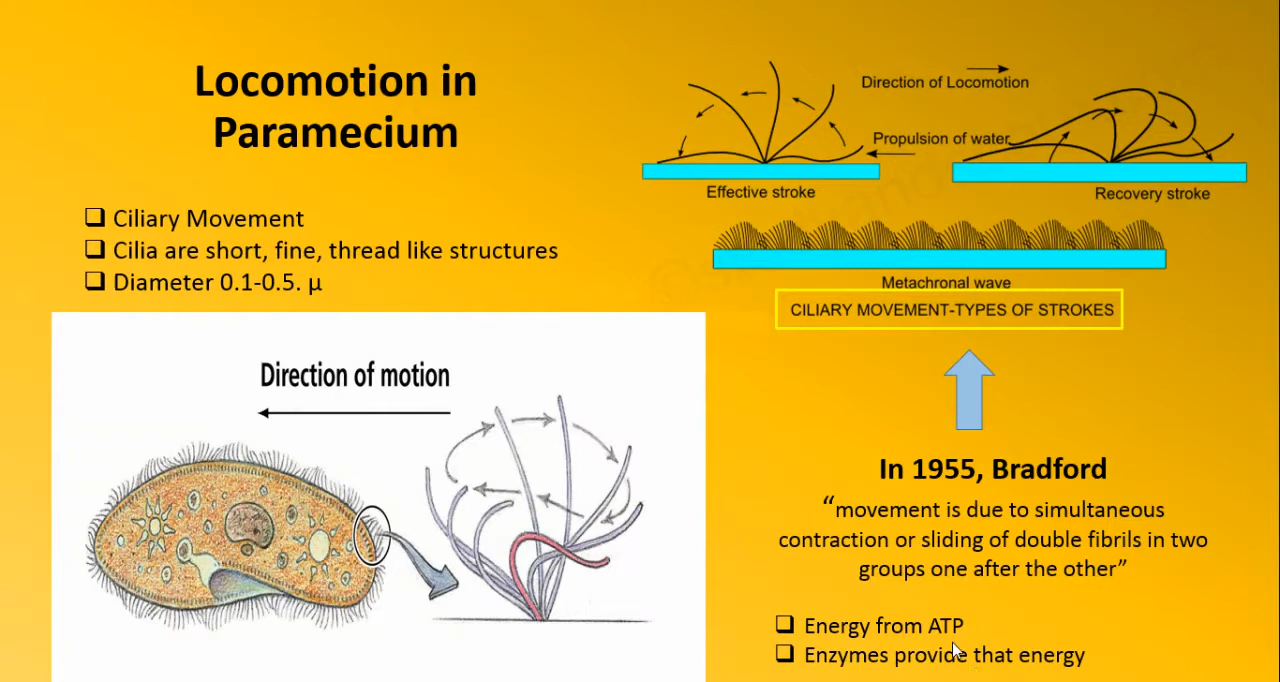 Locomotion in
Paramecium
❑ Ciliary Movement
❑ Cilia are short, fine, thread like structures
❑ Diameter 0.1-0.5. µ
Direction of motion
Direction of Locomotion
Propulsion of water
Effective stroke
Recovery stroke
Metachronal wave
CILIARY MOVEMENT-TYPES OF STROKES
In 1955, Bradford
“movement is due to simultaneous
contraction or sliding of double fibrils in two
groups one after the other”
❑ Energy from ATP
❑ Enzymes provide that energy